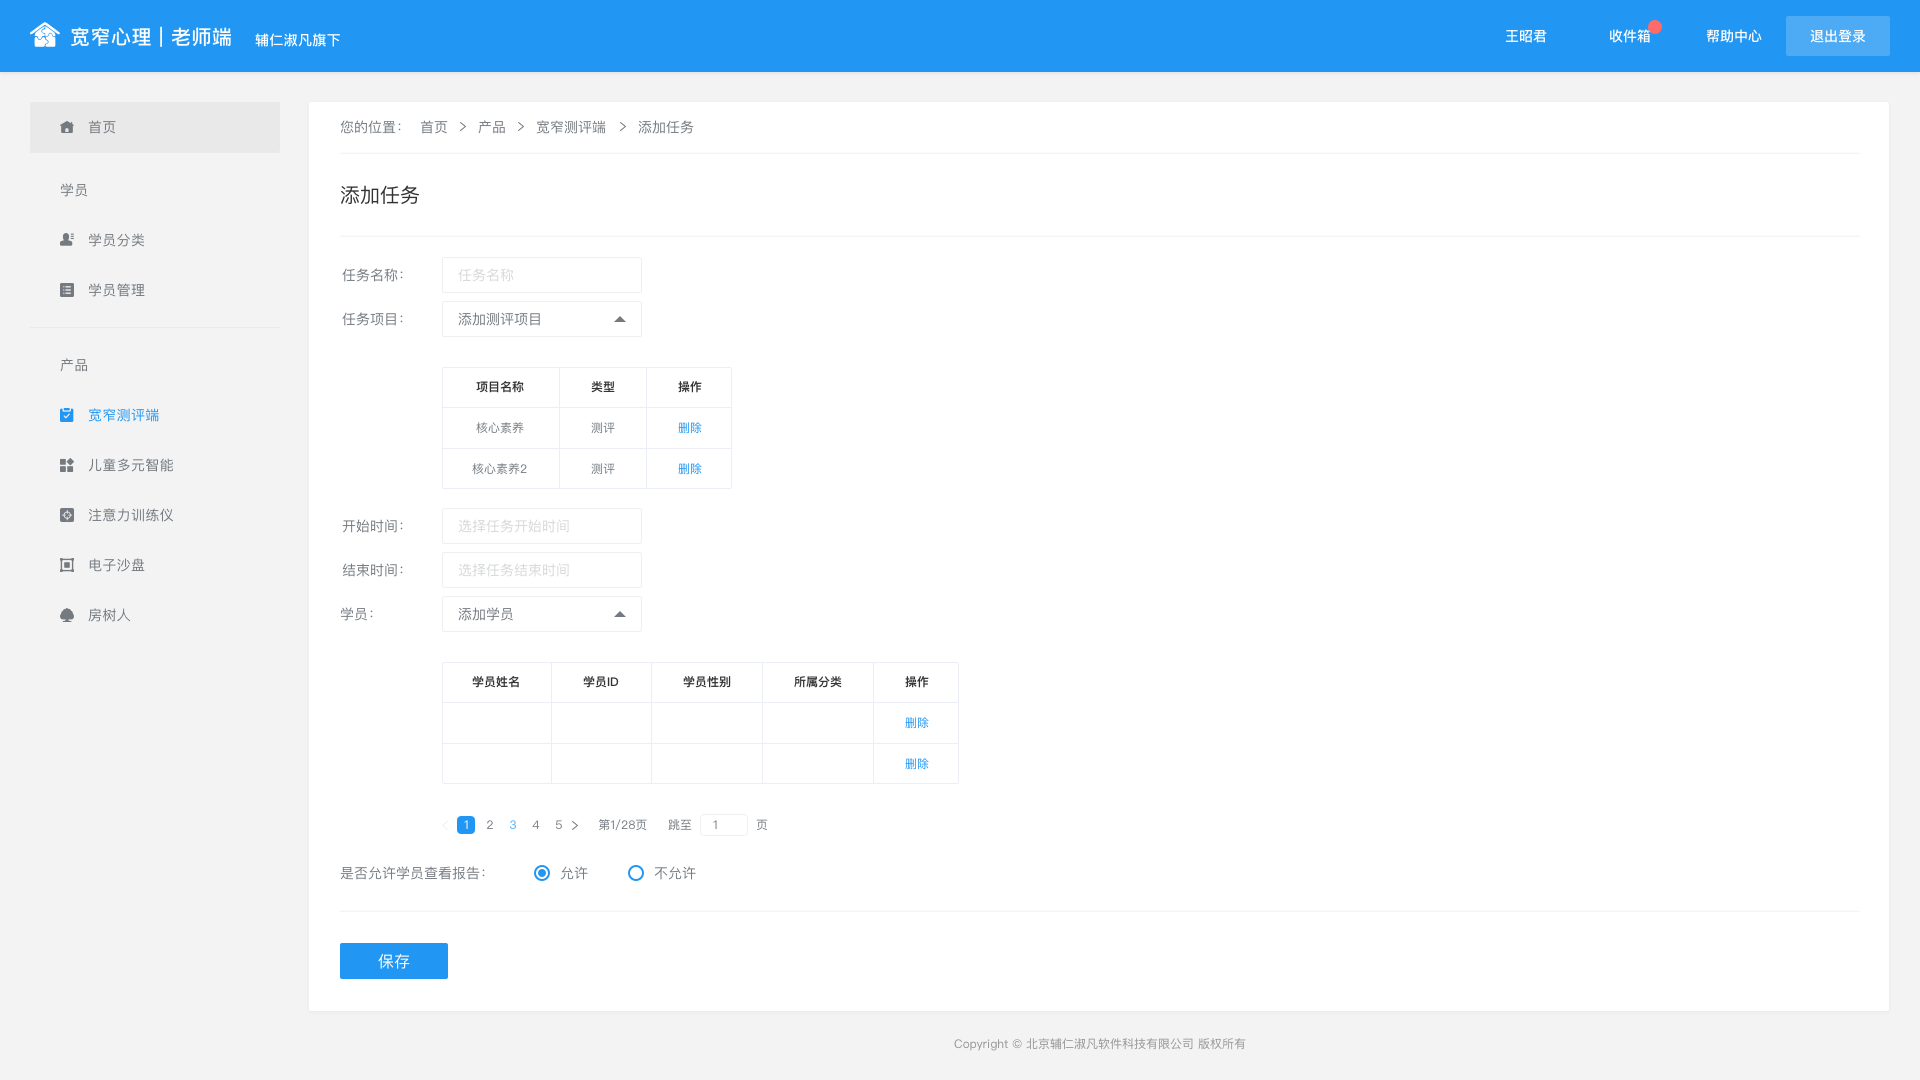 宽窄心理 | 老师端 辅仁淑凡旗下 王昭君 收件箱 帮助中心 退出登录
首页
学员
学员分类
学员管理
产品
宽窄测评端
儿童多元智能
注意力训练仪
电子沙盘
房树人
您的位置： 首页 > 产品 > 宽窄测评端 > 添加任务
添加任务
任务名称： 任务名称
任务项目： 添加测评项目
项目名称 类型 操作
核心素养 测评 删除
核心素养2 测评 删除
开始时间： 选择任务开始时间
结束时间： 选择任务结束时间
学员： 添加学员
学员姓名 学员ID 学员性别 所属分类 操作
删除
删除
1 2 3 4 5 > 第1/28页 跳至 1 页
是否允许学员查看报告： 允许 不允许
保存
Copyright © 北京辅仁淑凡软件科技有限公司 版权所有